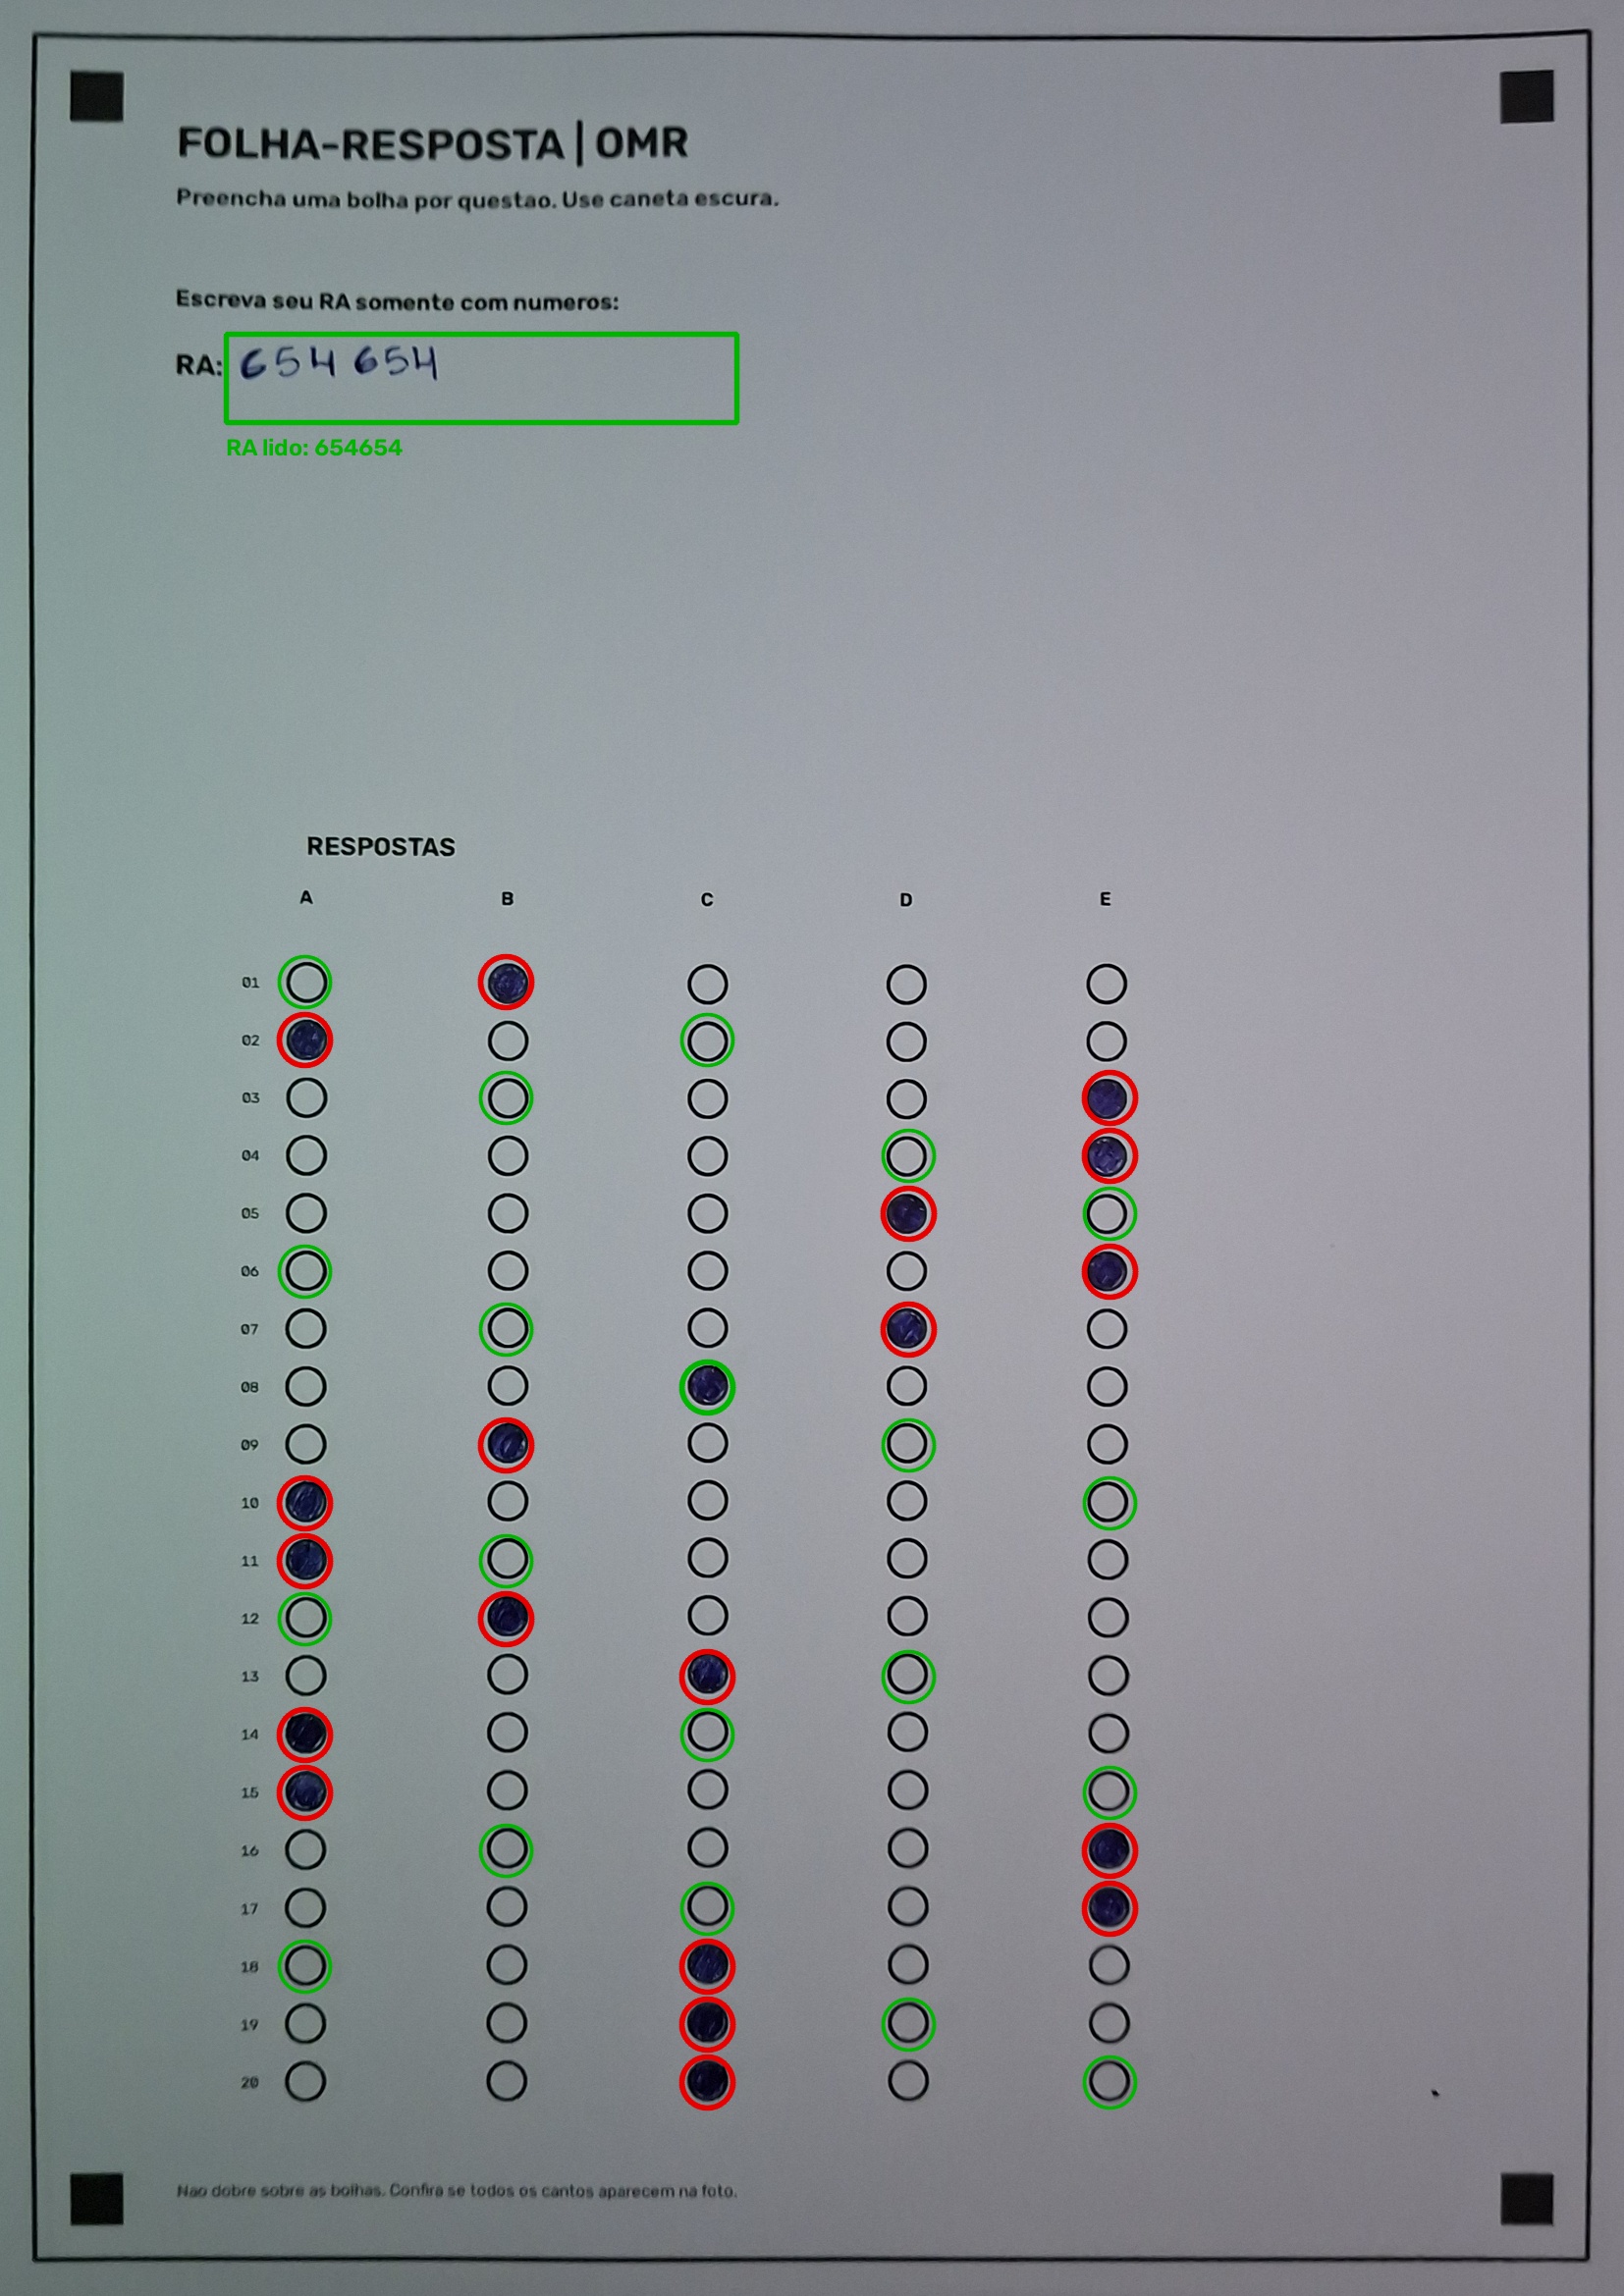 FOLHA-RESPOSTA | OMR
Preencha uma bolha por questao. Use caneta escura.
Escreva seu RA somente com numeros:
RA: 654654
RA lido: 654654
RESPOSTAS
A B C D E
01
02
03
04
05
06
07
08
09
10
11
12
13
14
15
16
17
18
19
20
Nao dobre sobre as bolhas. Confira se todos os cantos aparecem na foto.